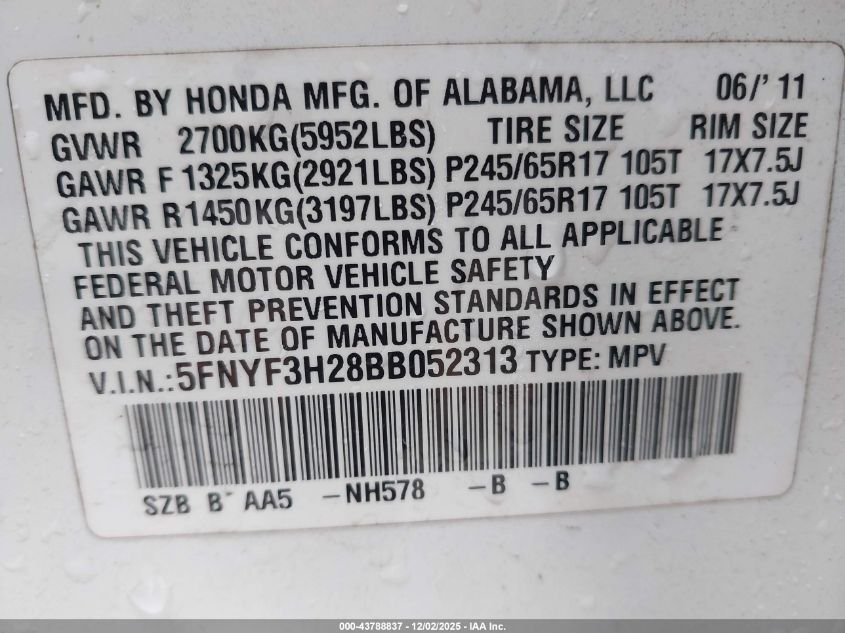 MFD. BY HONDA MFG. OF ALABAMA, LLC 06/'11
GVWR 2700KG(5952LBS) TIRE SIZE RIM SIZE
GAWR F 1325KG(2921LBS) P245/65R17 105T 17X7.5J
GAWR R1450KG(3197LBS) P245/65R17 105T 17X7.5J
THIS VEHICLE CONFORMS TO ALL APPLICABLE
FEDERAL MOTOR VEHICLE SAFETY
AND THEFT PREVENTION STANDARDS IN EFFECT
ON THE DATE OF MANUFACTURE SHOWN ABOVE.
V.I.N.:5FNYF3H28BB052313 TYPE: MPV
SZB B AA5 -NH578 -B -B
000-43788837 - 12/02/2025 - IAA Inc.